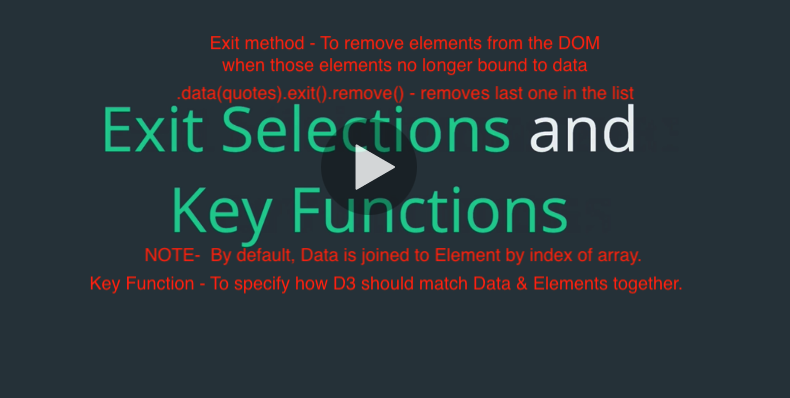 Exit method - To remove elements from the DOM
when those elements no longer bound to data
.data(quotes).exit().remove() - removes last one in the list
Exit Selections and
Key Functions
NOTE-  By default, Data is joined to Element by index of array.
Key Function - To specify how D3 should match Data & Elements together.